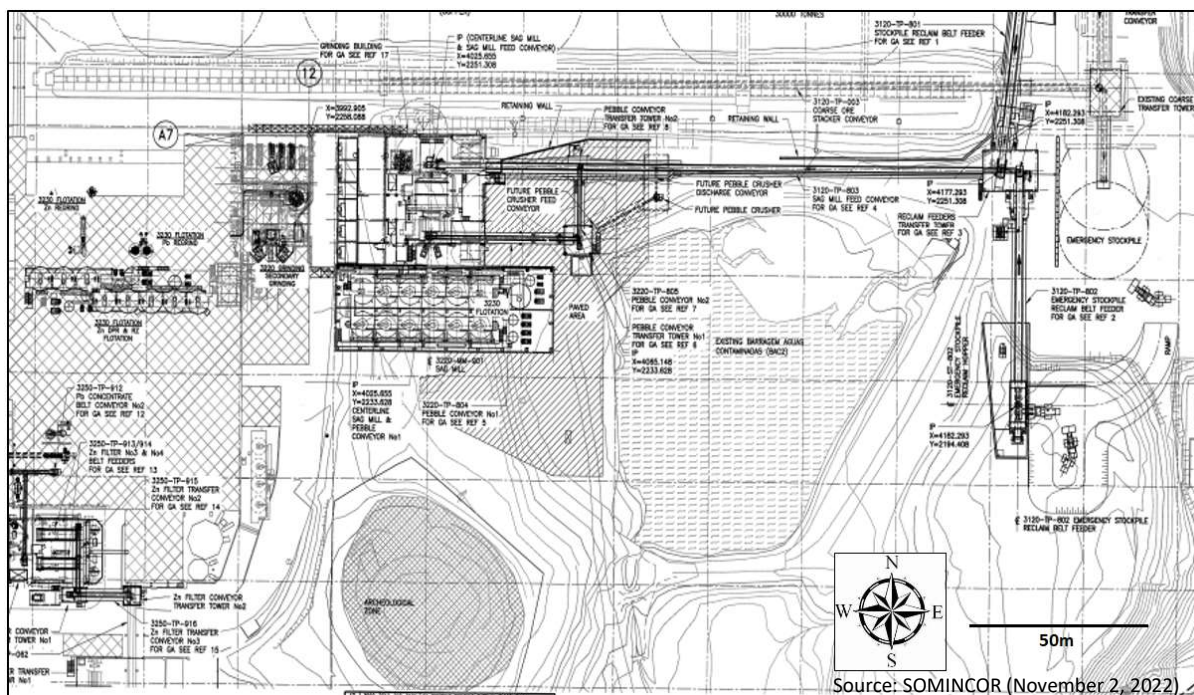 30000 TONNES
3120-TP-801
STOCKPILE RECLAIM BELT FEEDER
FOR GA SEE REF 1
TRANSFER
CONVEYOR
GRINDING BUILDING
FOR GA SEE REF 17
IP (CENTERLINE SAG MILL
& SAG MILL FEED CONVEYOR)
X=4025.655
Y=2251.308
12
A7
X=3992.905
Y=2258.088
RETAINING WALL
PEBBLE CONVEYOR
TRANSFER TOWER No2
FOR GA SEE REF 8
3120-TP-003
COARSE ORE
STACKER CONVEYOR
RETAINING WALL
IP
X=4182.293
Y=2251.308
EXISTING COARSE
TRANSFER TOWER
FUTURE PEBBLE
CRUSHER FEED
CONVEYOR
FUTURE PEBBLE CRUSHER
DISCHARGE CONVEYOR
FUTURE PEBBLE CRUSHER
3120-TP-803
SAG MILL FEED CONVEYOR
FOR GA SEE REF 4
IP
X=4177.293
Y=2251.308
RECLAIM FEEDERS
TRANSFER TOWER
FOR GA SEE REF 3
EMERGENCY STOCKPILE
3230 FLOTATION
Zn REGRIND
3230 FLOTATION
Pb REGRIND
3220 GRINDING
SECONDARY
GRINDING
3230
FLOTATION
3230 FLOTATION
Zn DPR & RZ
FLOTATION
PAVED
AREA
3220-TP-805
PEBBLE CONVEYOR No2
FOR GA SEE REF 7
PEBBLE CONVEYOR
TRANSFER TOWER No1
FOR GA SEE REF 6
IP
X=4065.146
Y=2233.628
EXISTING BARRAGEM AGUAS
CONTAMINADAS (BAC2)
3120-TP-802
EMERGENCY STOCKPILE
RECLAIM BELT FEEDER
FOR GA SEE REF 2
RAMP
3120-ST-802
EMERGENCY STOCKPILE
RECLAIM HOPPER
3220-MM-901
SAG MILL
IP
X=4025.655
Y=2233.628
CENTERLINE
SAG MILL &
PEBBLE
CONVEYOR No1
3220-TP-804
PEBBLE CONVEYOR No1
FOR GA SEE REF 5
3250-TP-912
Pb CONCENTRATE
BELT CONVEYOR No2
FOR GA SEE REF 12
3250-TP-913/914
Zn FILTER No3 & No4
BELT FEEDERS
FOR GA SEE REF 13
3250-TP-915
Zn FILTER TRANSFER
CONVEYOR No2
FOR GA SEE REF 14
IP
X=4182.293
Y=2194.408
3120-TP-802 EMERGENCY STOCKPILE
RECLAIM BELT FEEDER
ARCHEOLOGICAL
ZONE
Zn FILTER CONVEYOR
TRANSFER TOWER No2
3250-TP-916
Zn FILTER TRANSFER
CONVEYOR No3
FOR GA SEE REF 15
CONVEYOR
TOWER No1
TRANSFER
No1
N
W E
S
50m
Source: SOMINCOR (November 2, 2022)